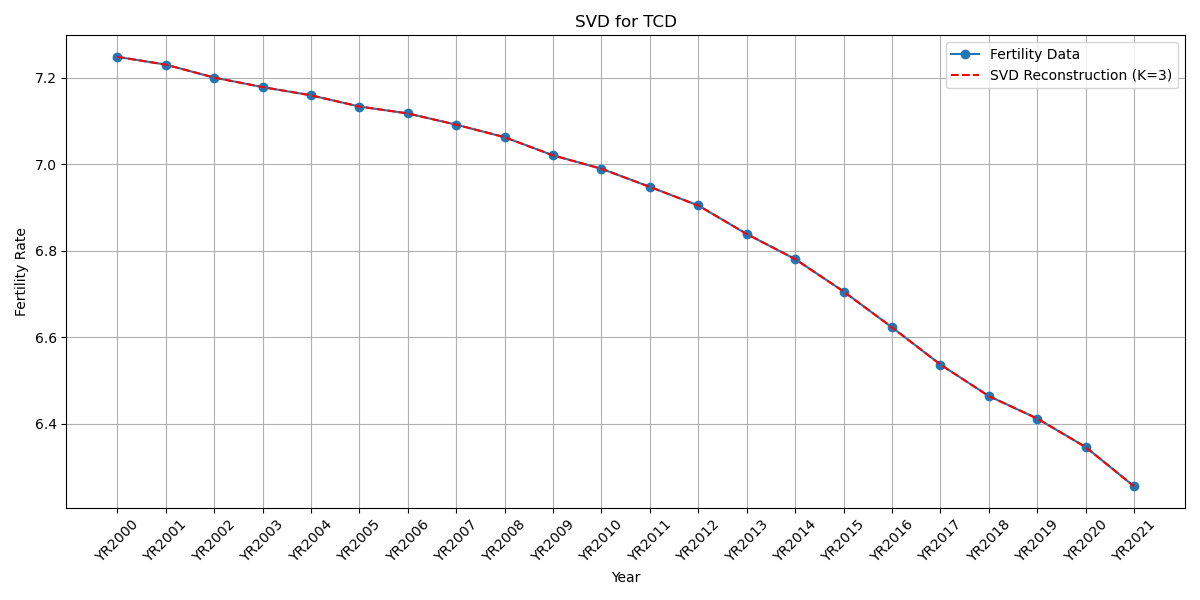 SVD for TCD
Fertility Data
SVD Reconstruction (K=3)
Fertility Rate
7.2
7.0
6.8
6.6
6.4
YR2000
YR2001
YR2002
YR2003
YR2004
YR2005
YR2006
YR2007
YR2008
YR2009
YR2010
YR2011
YR2012
YR2013
YR2014
YR2015
YR2016
YR2017
YR2018
YR2019
YR2020
YR2021
Year